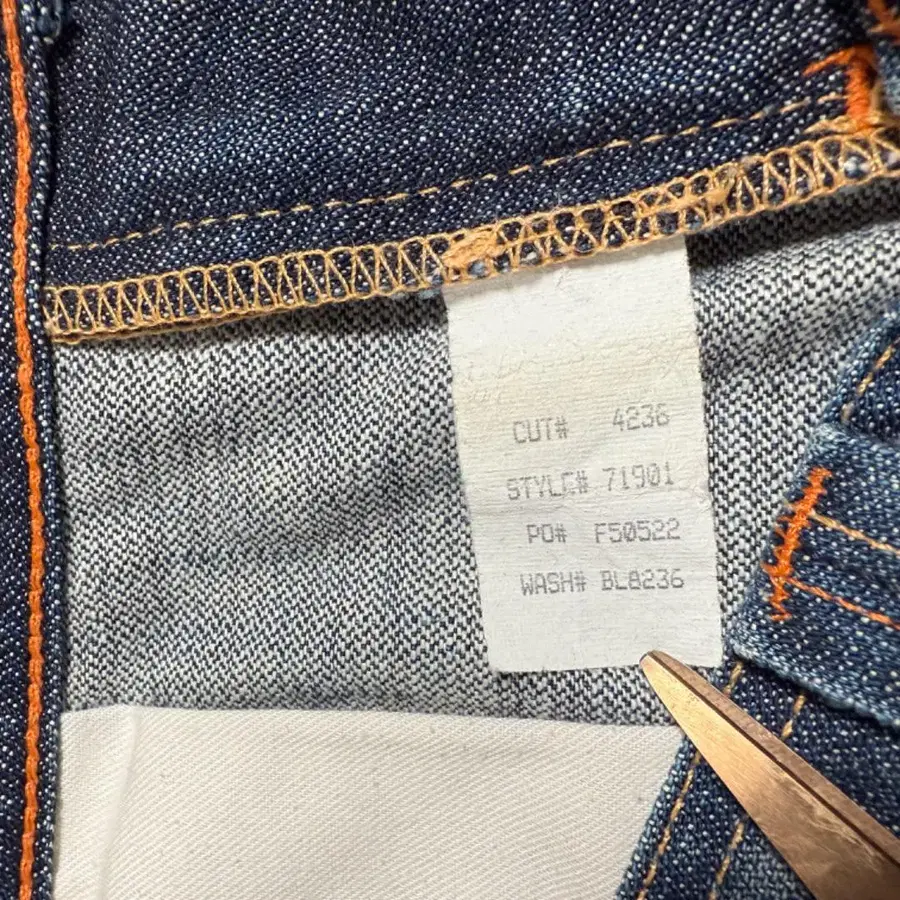 CUT# 4236
STYLE# 71901
PO# F50522
WASH# BL8236